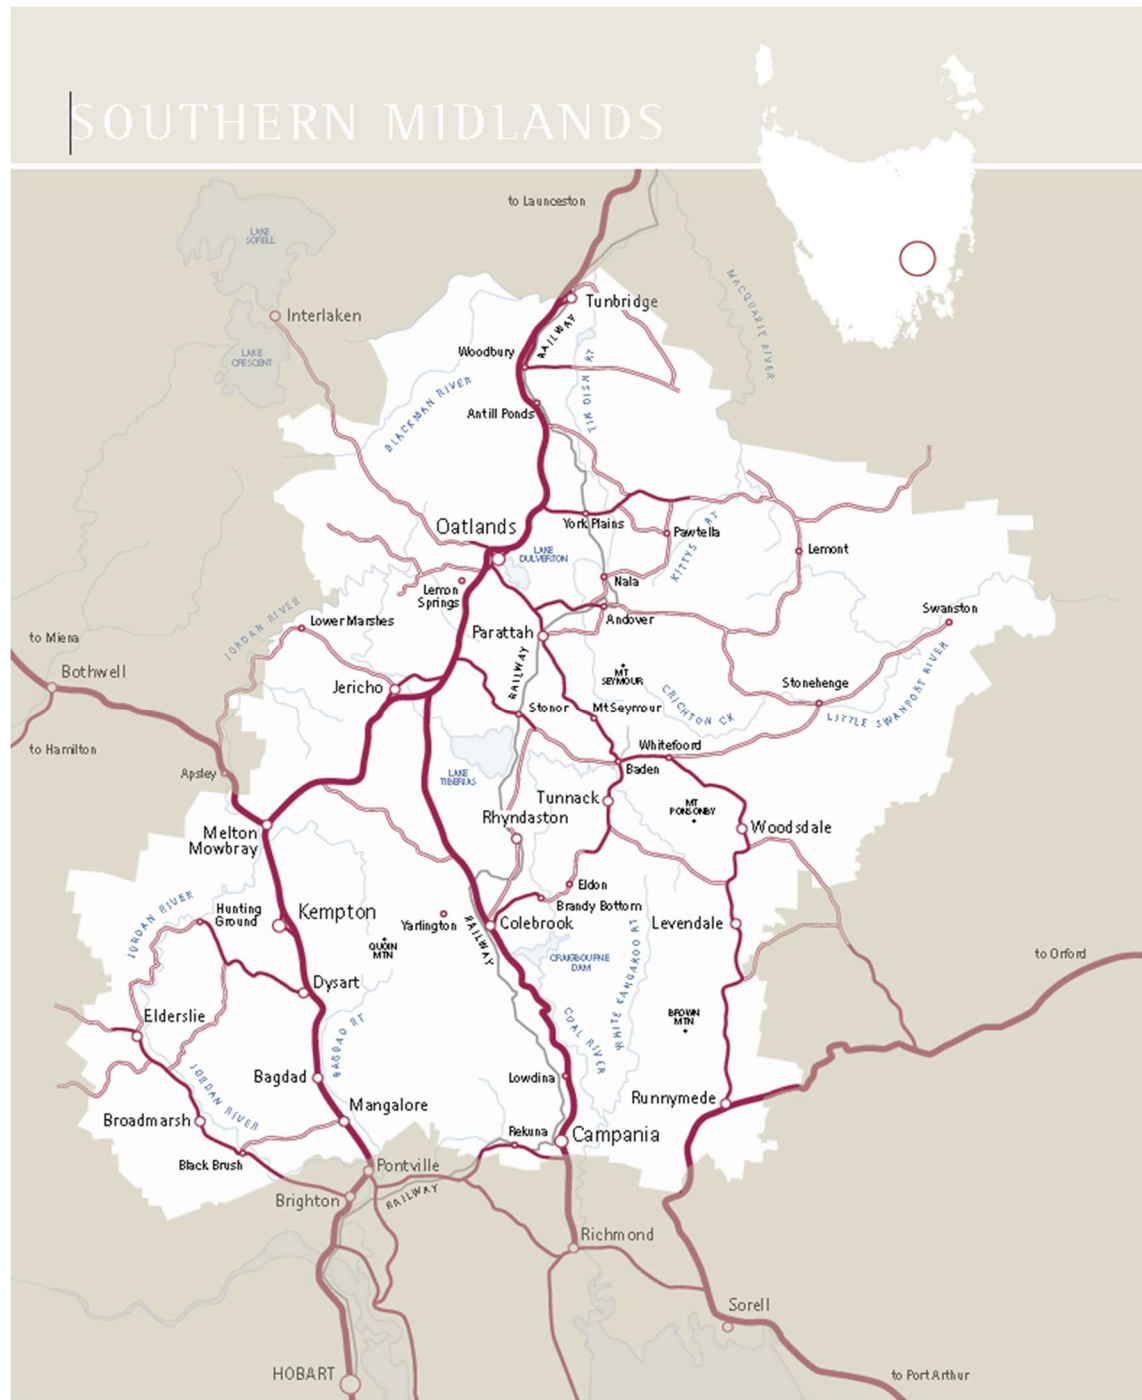 SOUTHERN MIDLANDS
to Launceston
LAKE
SORELL
MACQUARIE RIVER
Tunbridge
Interlaken
RAILWAY
LAKE
CRESCENT
Woodbury
TIN DISH RT
BLACKMAN RIVER
Antill Ponds
Oatlands
York Plains
Pawtella
KITTYS RT
LAKE
DULVERTON
Lemont
Nala
Lemon
Springs
Swanston
JORDAN RIVER
Lower Marshes
Andover
to Miena
Parattah
Bothwell
RAILWAY
MT
SEYMOUR
Jericho
Stonehenge
CRICHTON CK
LITTLE SWANPORT RIVER
Stonor
Mt Seymour
to Hamilton
Whitefoord
Apsley
LAKE
TIBERIAS
Baden
Tunnack
MT
PONSONBY
Rhyndaston
Woodsdale
Melton
Mowbray
Eldon
Brandy Bottom
JORDAN RIVER
Hunting
Ground
Kempton
Yarlington
RAILWAY
Colebrook
Levendale
QUOIN
MTN
WHITE KANGAROO RT
CRAIGBOURNE
DAM
to Orford
Dysart
Elderslie
COAL RIVER
BROWN
MTN
BAGDAD RT
JORDAN RIVER
Bagdad
Lowdina
Runnymede
Mangalore
Broadmarsh
Rekuna
Campania
Black Brush
Pontville
Brighton
RAILWAY
Richmond
Sorell
HOBART
to Port Arthur